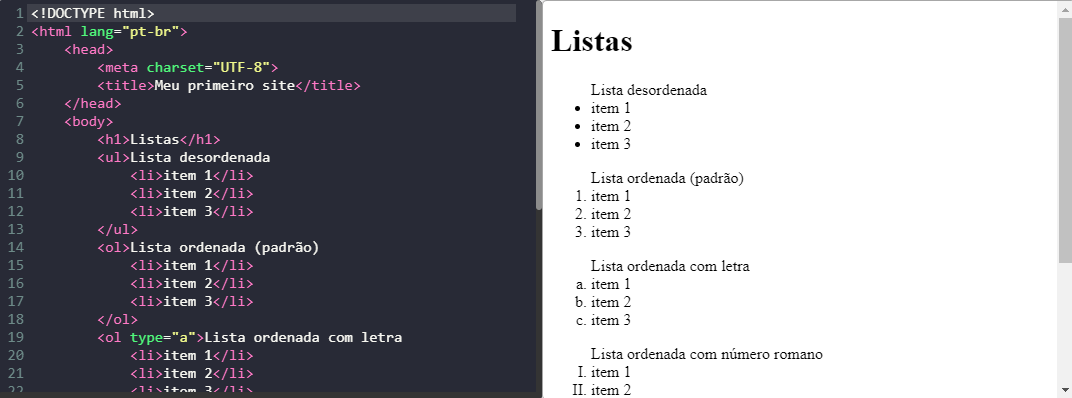 1 <!DOCTYPE html>
2 <html lang="pt-br">
3 <head>
4 <meta charset="UTF-8">
5 <title>Meu primeiro site</title>
6 </head>
7 <body>
8 <h1>Listas</h1>
9 <ul>Lista desordenada
10 <li>item 1</li>
11 <li>item 2</li>
12 <li>item 3</li>
13 </ul>
14 <ol>Lista ordenada (padrão)
15 <li>item 1</li>
16 <li>item 2</li>
17 <li>item 3</li>
18 </ol>
19 <ol type="a">Lista ordenada com letra
20 <li>item 1</li>
21 <li>item 2</li>
22 <li>item 3</li>
Listas
Lista desordenada
• item 1
• item 2
• item 3
Lista ordenada (padrão)
1. item 1
2. item 2
3. item 3
Lista ordenada com letra
a. item 1
b. item 2
c. item 3
Lista ordenada com número romano
I. item 1
II. item 2